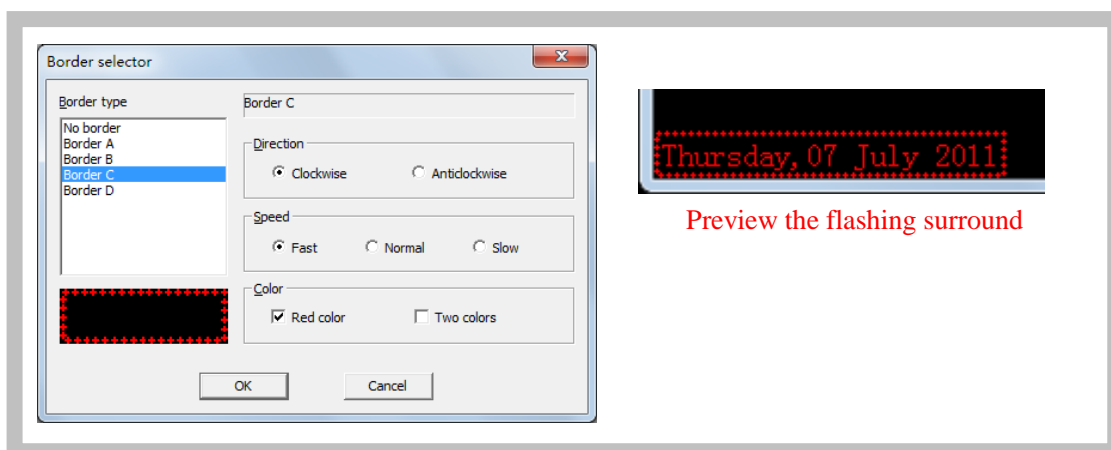 Border selector
Border type
No border
Border A
Border B
Border C
Border D
Border C
Direction
Clockwise Anticlockwise
Speed
Fast Normal Slow
Color
Red color Two colors
OK Cancel
Thursday, 07 July 2011
Preview the flashing surround